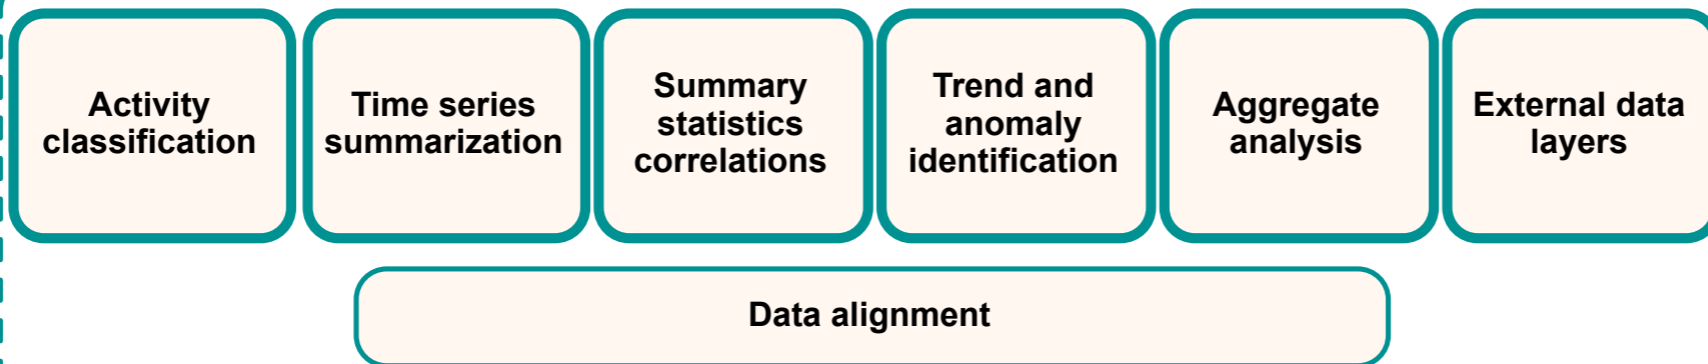 Activity
classification
Time series
summarization
Summary
statistics
correlations
Trend and
anomaly
identification
Aggregate
analysis
External data
layers
Data alignment